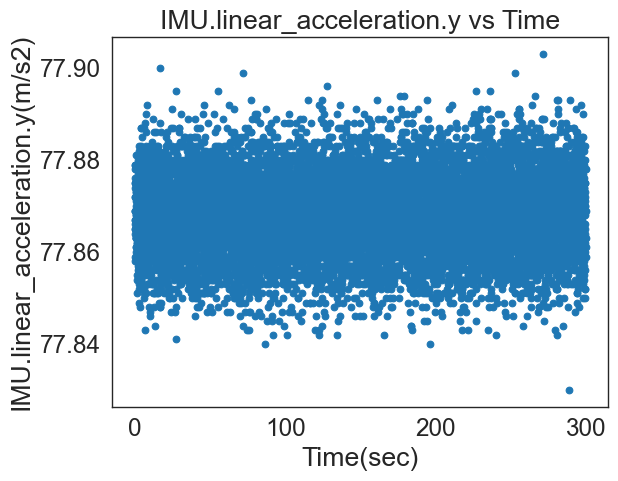 IMU.linear_acceleration.y vs Time
IMU.linear_acceleration.y(m/s2)
77.90
77.88
77.86
77.84
0
100
200
300
Time(sec)